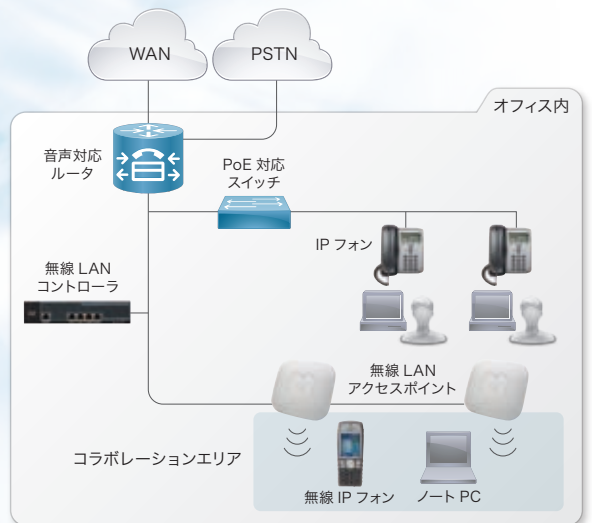 WAN
PSTN
オフィス内
音声対応
ルータ
PoE 対応
スイッチ
IP フォン
無線 LAN
コントローラ
無線 LAN
アクセスポイント
コラボレーションエリア
無線 IP フォン
ノート PC